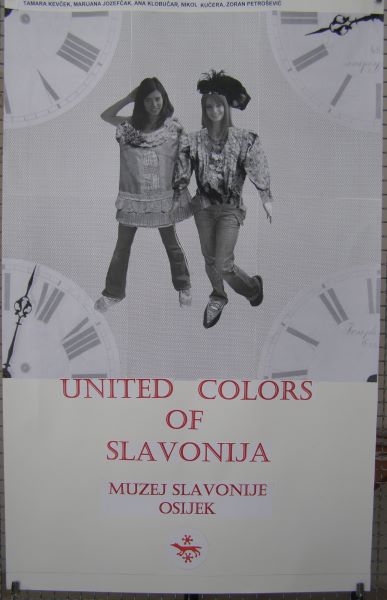 TAMARA KEVČEK, MARIJANA JOZEFČAK, ANA KLOBUČAR, NIKOL KUČERA, ZORAN PETROŠEVIĆ
UNITED COLORS
OF
SLAVONIJA
MUZEJ SLAVONIJE
OSIJEK